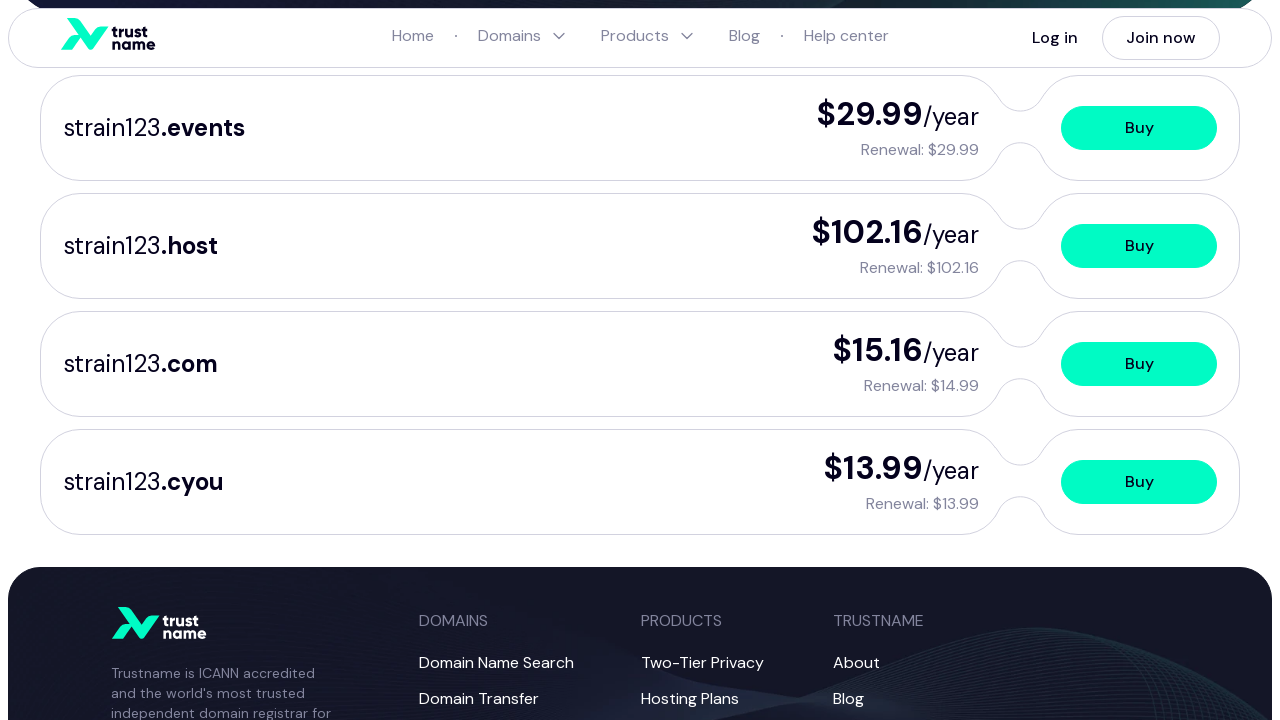 trust
name
Home · Domains Products Blog · Help center
Log in Join now
strain123.events
$29.99/year
Renewal: $29.99
Buy
strain123.host
$102.16/year
Renewal: $102.16
Buy
strain123.com
$15.16/year
Renewal: $14.99
Buy
strain123.cyou
$13.99/year
Renewal: $13.99
Buy
trust
name
Trustname is ICANN accredited
and the world's most trusted
independent domain registrar for
DOMAINS
Domain Name Search
Domain Transfer
PRODUCTS
Two-Tier Privacy
Hosting Plans
TRUSTNAME
About
Blog